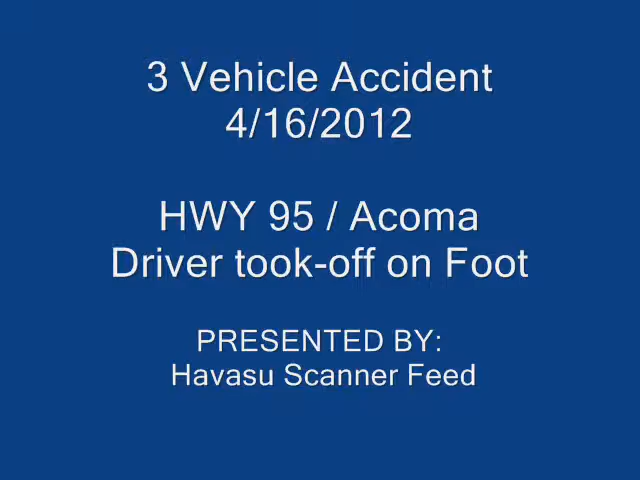 3 Vehicle Accident
4/16/2012
HWY 95 / Acoma
Driver took-off on Foot
PRESENTED BY:
Havasu Scanner Feed